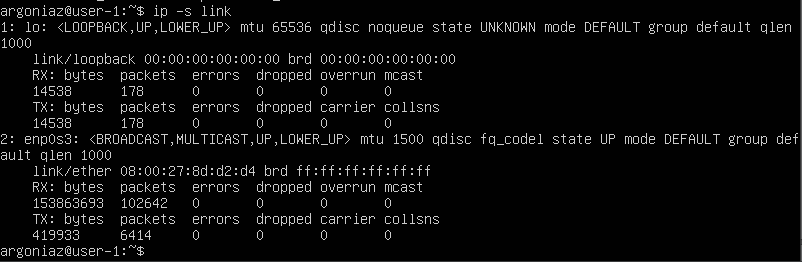 argoniaz@user-1:~$ ip -s link
1: lo: <LOOPBACK,UP,LOWER_UP> mtu 65536 qdisc noqueue state UNKNOWN mode DEFAULT group default qlen
1000
    link/loopback 00:00:00:00:00:00 brd 00:00:00:00:00:00
    RX: bytes  packets  errors  dropped overrun mcast
    14538      178      0       0       0       0
    TX: bytes  packets  errors  dropped carrier collsns
    14538      178      0       0       0       0
2: enp0s3: <BROADCAST,MULTICAST,UP,LOWER_UP> mtu 1500 qdisc fq_codel state UP mode DEFAULT group def
ault qlen 1000
    link/ether 08:00:27:8d:d2:d4 brd ff:ff:ff:ff:ff:ff
    RX: bytes  packets  errors  dropped overrun mcast
    153863693  102642   0       0       0       0
    TX: bytes  packets  errors  dropped carrier collsns
    419933     6414     0       0       0       0
argoniaz@user-1:~$